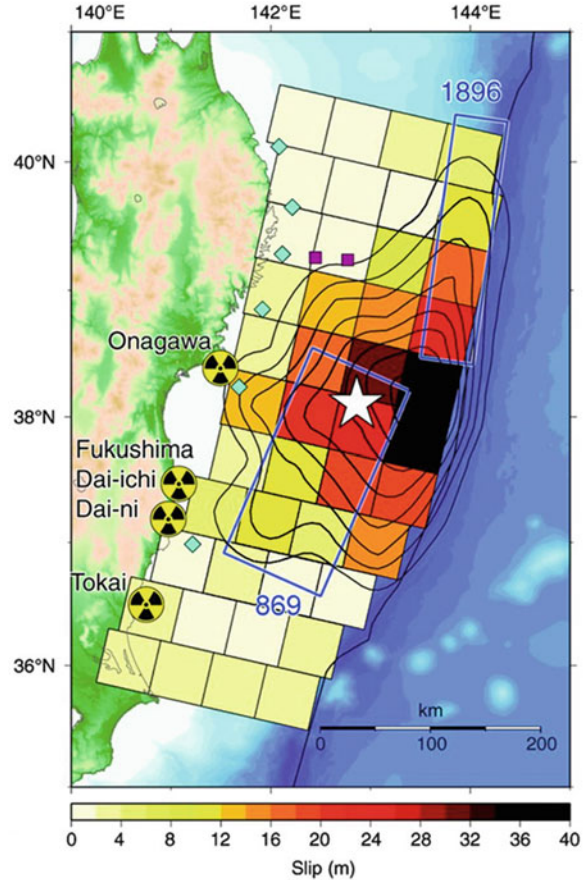 140°E
142°
144°
1896
40°N
Onagawa
38°N
Fukushima
Dai-ichi
Dai-ni
Tokai
869
36°N
km
0 100 200
0 4 8 12 16 20 24 28 32 36 40
Slip (m)